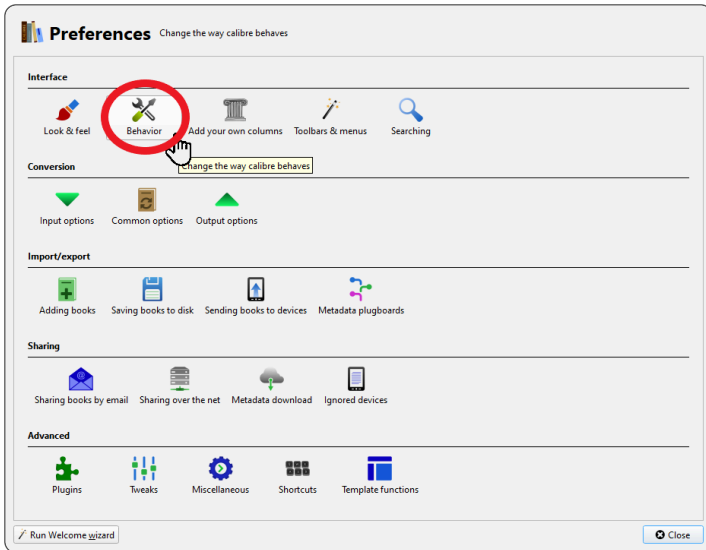 Preferences Change the way calibre behaves
Interface
Look & feel Behavior Add your own columns Toolbars & menus Searching
Change the way calibre behaves
Conversion
Input options Common options Output options
Import/export
Adding books Saving books to disk Sending books to devices Metadata plugboards
Sharing
Sharing books by email Sharing over the net Metadata download Ignored devices
Advanced
Plugins Tweaks Miscellaneous Shortcuts Template functions
Run Welcome wizard Close